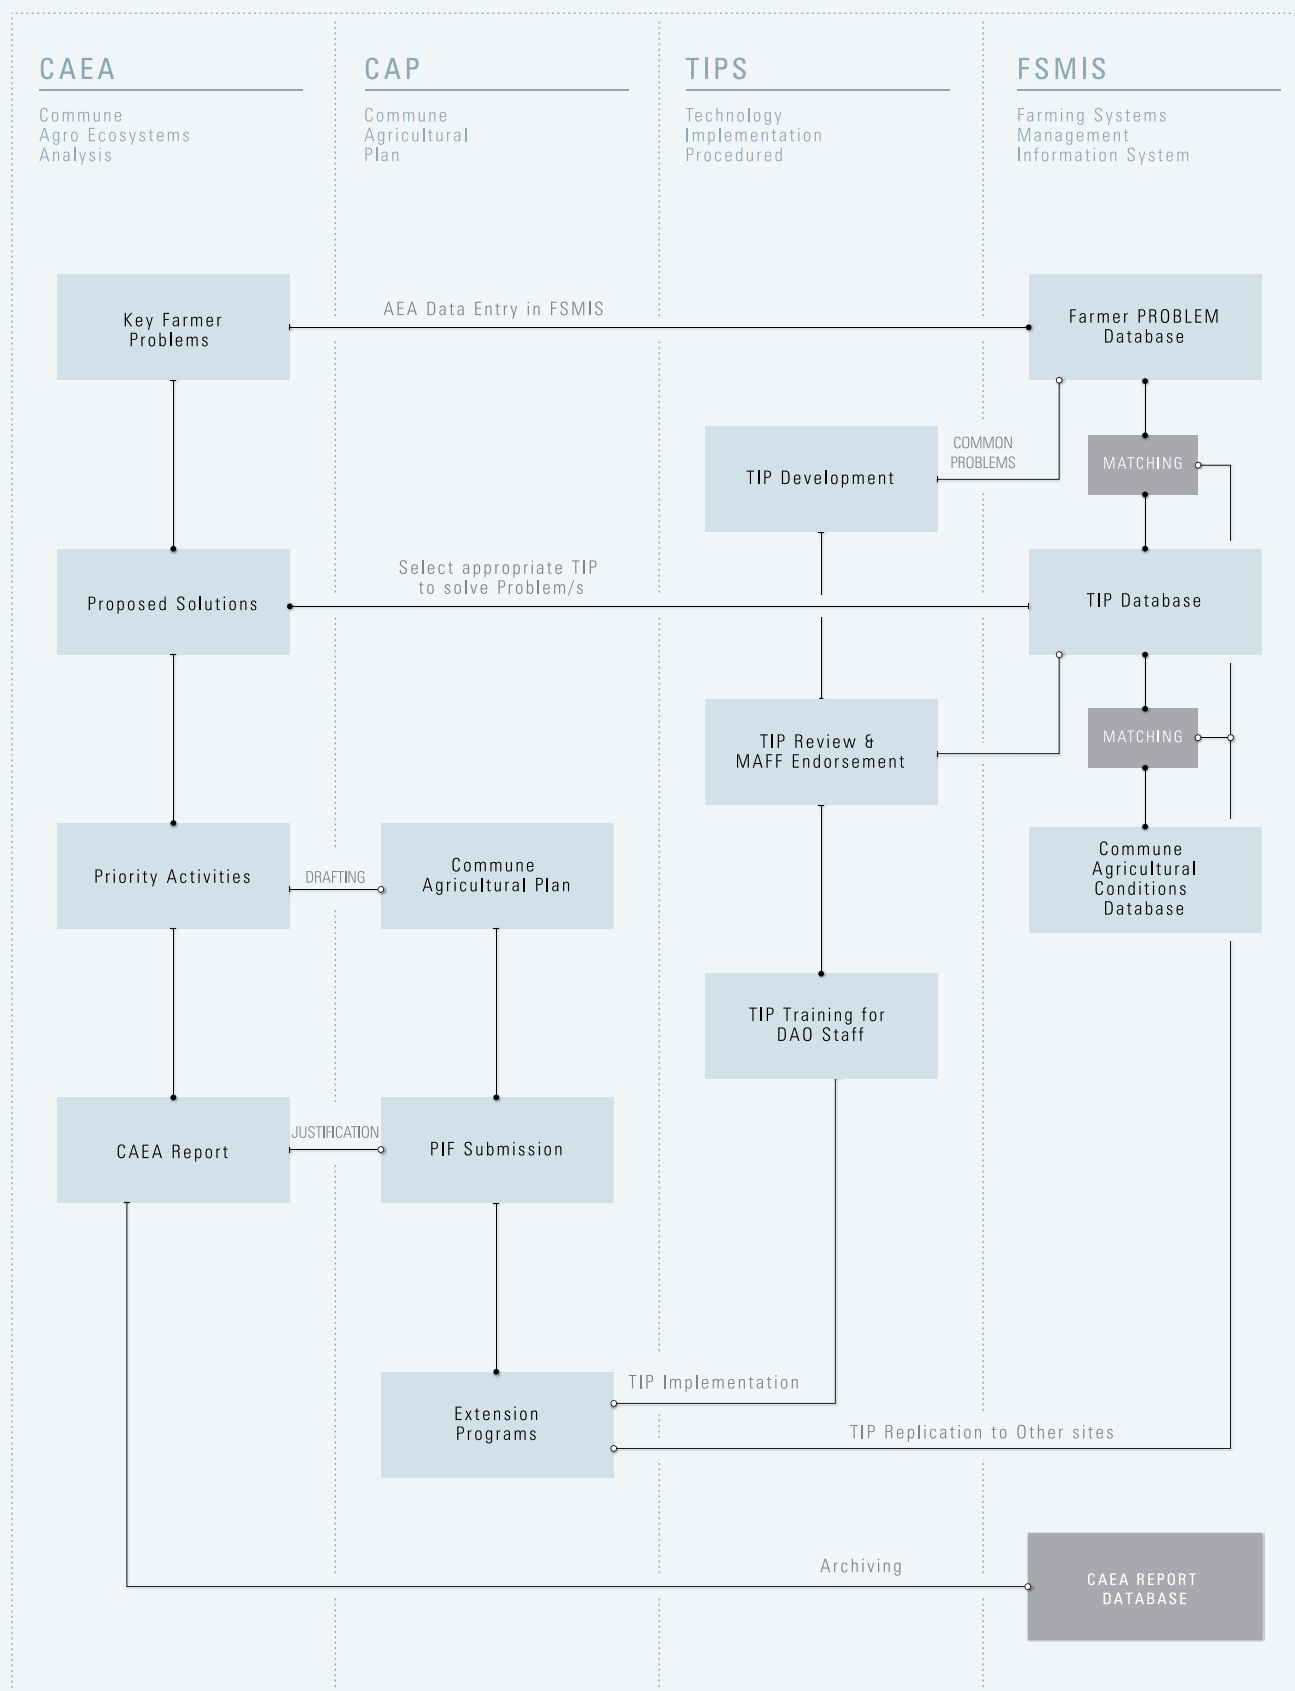 CAEA
Commune
Agro Ecosystems
Analysis
CAP
Commune
Agricultural
Plan
TIPS
Technology
Implementation
Procedured
FSMIS
Farming Systems
Management
Information System
Key Farmer
Problems
AEA Data Entry in FSMIS
Farmer PROBLEM
Database
TIP Development
COMMON
PROBLEMS
MATCHING
Proposed Solutions
Select appropriate TIP
to solve Problem/s
TIP Database
TIP Review &
MAFF Endorsement
MATCHING
Priority Activities
DRAFTING
Commune
Agricultural Plan
Commune
Agricultural
Conditions
Database
TIP Training for
DAO Staff
CAEA Report
JUSTIFICATION
PIF Submission
Extension
Programs
TIP Implementation
TIP Replication to Other sites
Archiving
CAEA REPORT
DATABASE